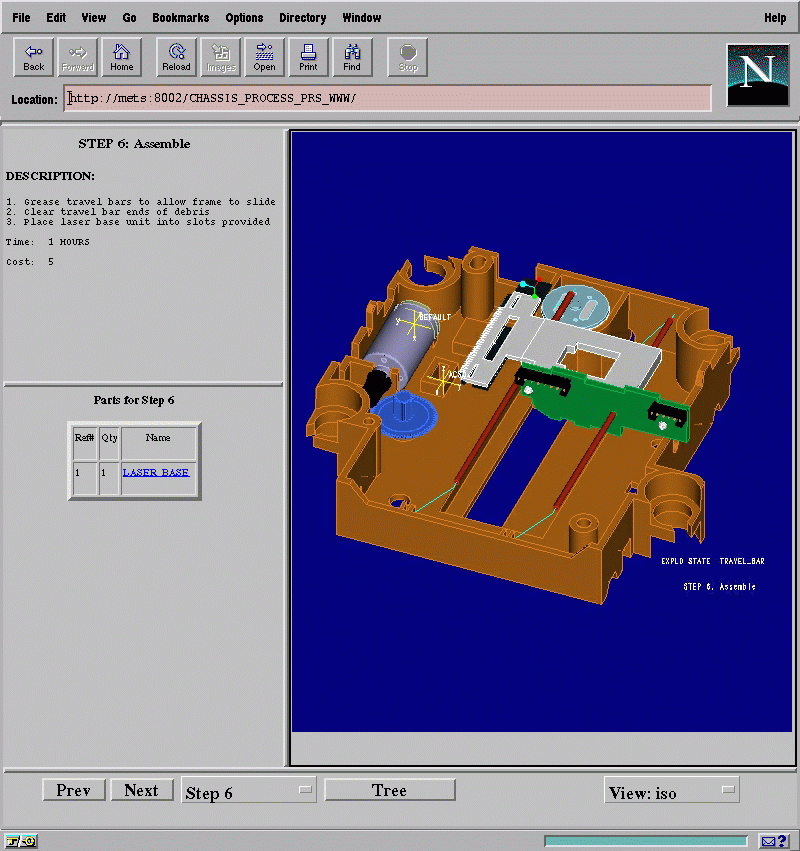 File Edit View Go Bookmarks Options Directory Window Help
Back Forward Home Reload Images Open Print Find Stop
Location: http://mets:8002/CHASSIS_PROCESS_PRS_WWW/
N
STEP 6: Assemble
DESCRIPTION:
1. Grease travel bars to allow frame to slide
2. Clear travel bar ends of debris
3. Place laser base unit into slots provided
Time: 1 HOURS
Cost: 5
Parts for Step 6
Ref# Qty Name
1 1 LASER_BASE
DEFAULT
EXPLD STATE TRAVEL_BAR
STEP 6. Assemble
Prev Next Step 6 Tree View: iso
?